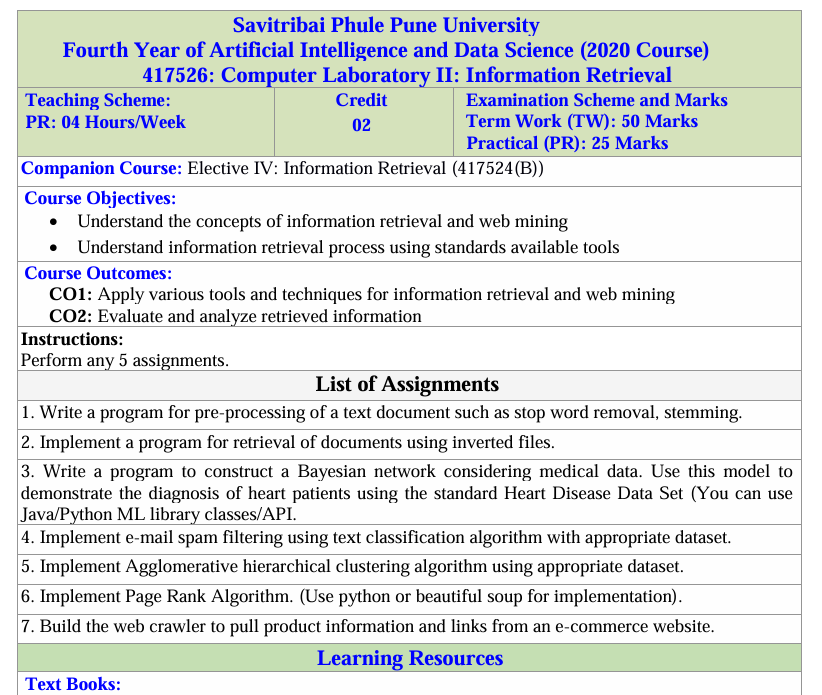 Savitribai Phule Pune University
Fourth Year of Artificial Intelligence and Data Science (2020 Course)
417526: Computer Laboratory II: Information Retrieval
Teaching Scheme:
PR: 04 Hours/Week
Credit
02
Examination Scheme and Marks
Term Work (TW): 50 Marks
Practical (PR): 25 Marks
Companion Course: Elective IV: Information Retrieval (417524(B))
Course Objectives:
• Understand the concepts of information retrieval and web mining
• Understand information retrieval process using standards available tools
Course Outcomes:
CO1: Apply various tools and techniques for information retrieval and web mining
CO2: Evaluate and analyze retrieved information
Instructions:
Perform any 5 assignments.
List of Assignments
1. Write a program for pre-processing of a text document such as stop word removal, stemming.
2. Implement a program for retrieval of documents using inverted files.
3. Write a program to construct a Bayesian network considering medical data. Use this model to
demonstrate the diagnosis of heart patients using the standard Heart Disease Data Set (You can use
Java/Python ML library classes/API.
4. Implement e-mail spam filtering using text classification algorithm with appropriate dataset.
5. Implement Agglomerative hierarchical clustering algorithm using appropriate dataset.
6. Implement Page Rank Algorithm. (Use python or beautiful soup for implementation).
7. Build the web crawler to pull product information and links from an e-commerce website.
Learning Resources
Text Books: